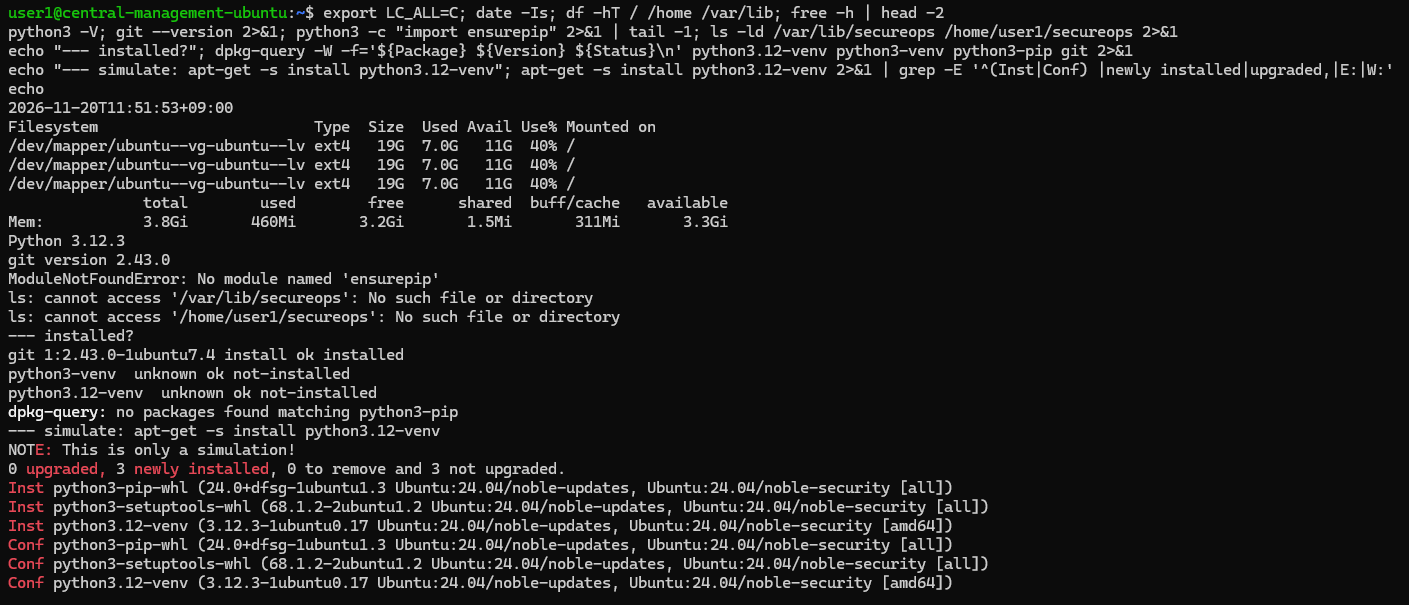 user1@central-management-ubuntu:~$ export LC_ALL=C; date -Is; df -hT / /home /var/lib; free -h | head -2
python3 -V; git --version 2>&1; python3 -c "import ensurepip" 2>&1 | tail -1; ls -ld /var/lib/secureops /home/user1/secureops 2>&1
echo "--- installed?"; dpkg-query -W -f='${Package} ${Version} ${Status}\n' python3.12-venv python3-venv python3-pip git 2>&1
echo "--- simulate: apt-get -s install python3.12-venv"; apt-get -s install python3.12-venv 2>&1 | grep -E '^(Inst|Conf) |newly installed|upgraded,|E:|W:'
echo
2026-11-20T11:51:53+09:00
Filesystem                        Type  Size  Used Avail Use% Mounted on
/dev/mapper/ubuntu--vg-ubuntu--lv ext4   19G  7.0G   11G  40% /
/dev/mapper/ubuntu--vg-ubuntu--lv ext4   19G  7.0G   11G  40% /
/dev/mapper/ubuntu--vg-ubuntu--lv ext4   19G  7.0G   11G  40% /
               total        used        free      shared  buff/cache   available
Mem:           3.8Gi       460Mi       3.2Gi       1.5Mi       311Mi       3.3Gi
Python 3.12.3
git version 2.43.0
ModuleNotFoundError: No module named 'ensurepip'
ls: cannot access '/var/lib/secureops': No such file or directory
ls: cannot access '/home/user1/secureops': No such file or directory
--- installed?
git 1:2.43.0-1ubuntu7.4 install ok installed
python3-venv  unknown ok not-installed
python3.12-venv  unknown ok not-installed
dpkg-query: no packages found matching python3-pip
--- simulate: apt-get -s install python3.12-venv
NOTE: This is only a simulation!
0 upgraded, 3 newly installed, 0 to remove and 3 not upgraded.
Inst python3-pip-whl (24.0+dfsg-1ubuntu1.3 Ubuntu:24.04/noble-updates, Ubuntu:24.04/noble-security [all])
Inst python3-setuptools-whl (68.1.2-2ubuntu1.2 Ubuntu:24.04/noble-updates, Ubuntu:24.04/noble-security [all])
Inst python3.12-venv (3.12.3-1ubuntu0.17 Ubuntu:24.04/noble-updates, Ubuntu:24.04/noble-security [amd64])
Conf python3-pip-whl (24.0+dfsg-1ubuntu1.3 Ubuntu:24.04/noble-updates, Ubuntu:24.04/noble-security [all])
Conf python3-setuptools-whl (68.1.2-2ubuntu1.2 Ubuntu:24.04/noble-updates, Ubuntu:24.04/noble-security [all])
Conf python3.12-venv (3.12.3-1ubuntu0.17 Ubuntu:24.04/noble-updates, Ubuntu:24.04/noble-security [amd64])